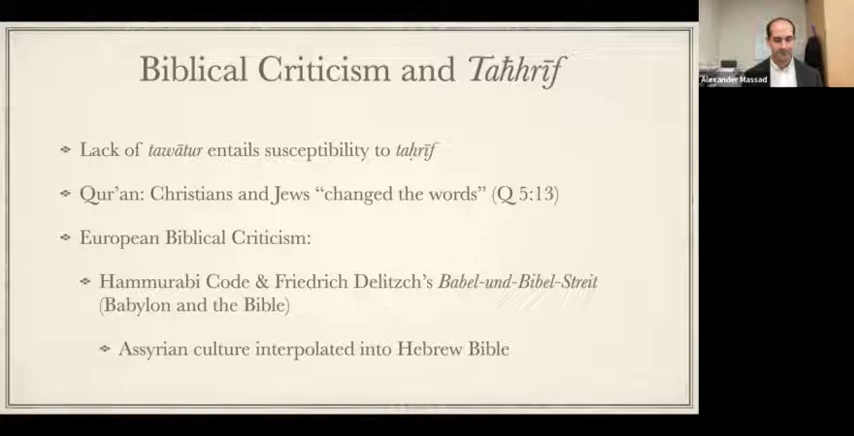 Biblical Criticism and Taḥhrīf
Alexander Massad
Lack of tawātur entails susceptibility to taḥrīf
Qur'an: Christians and Jews “changed the words” (Q 5:13)
European Biblical Criticism:
Hammurabi Code & Friedrich Delitzch's Babel-und-Bibel-Streit
(Babylon and the Bible)
Assyrian culture interpolated into Hebrew Bible